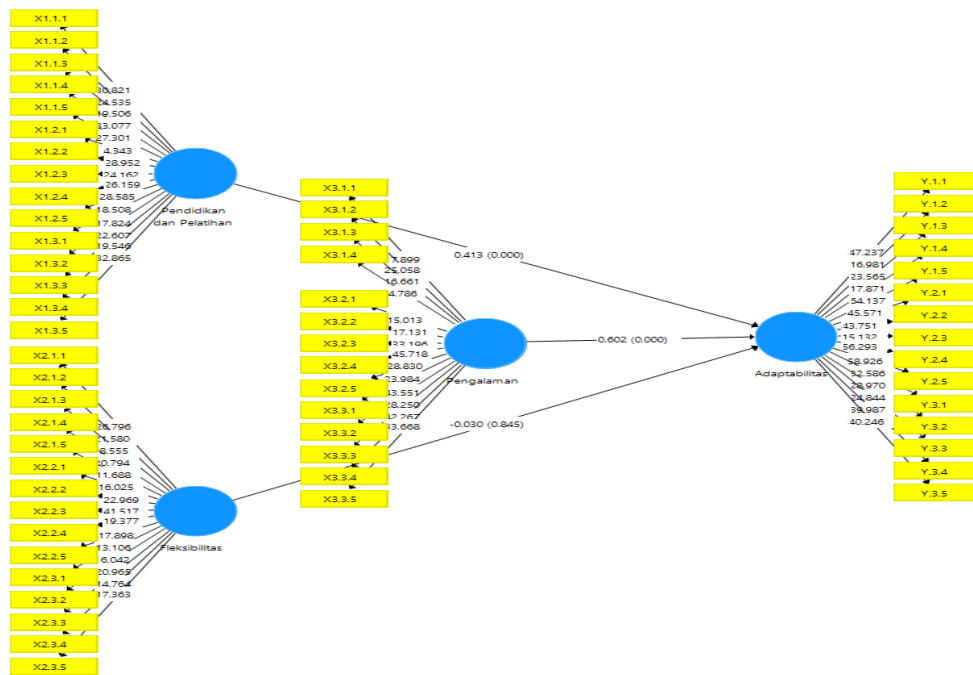 X1.1.1
X1.1.2
X1.1.3
X1.1.4
X1.1.5
X1.2.1
X1.2.2
X1.2.3
X1.2.4
X1.2.5
X1.3.1
X1.3.2
X1.3.3
X1.3.4
X1.3.5
24.535
27.301
4.343
28.952
24.162
26.159
28.585
18.508
17.824
22.607
19.546
32.865
Pendidikan
dan Pelatihan
X2.1.1
X2.1.2
X2.1.3
X2.1.4
X2.1.5
X2.2.1
X2.2.2
X2.2.3
X2.2.4
X2.2.5
X2.3.1
X2.3.2
X2.3.3
X2.3.4
X2.3.5
26.796
11.688
16.025
22.969
41.517
19.377
17.898
13.106
6.042
20.965
14.764
17.363
Fleksibilitas
X3.1.1
X3.1.2
X3.1.3
X3.1.4
X3.2.1
X3.2.2
X3.2.3
X3.2.4
X3.2.5
X3.3.1
X3.3.2
X3.3.3
X3.3.4
X3.3.5
7.899
25.058
16.661
4.786
15.013
17.131
33.196
45.718
28.830
23.984
28.250
Pengalaman
0.413 (0.000)
0.602 (0.000)
-0.030 (0.845)
Adaptabilitas
47.237
16.981
23.565
17.871
54.137
45.571
43.751
15.132
56.293
58.926
32.586
28.970
24.844
39.987
40.246
Y.1.1
Y.1.2
Y.1.3
Y.1.4
Y.1.5
Y.2.1
Y.2.2
Y.2.3
Y.2.4
Y.2.5
Y.3.1
Y.3.2
Y.3.3
Y.3.4
Y.3.5